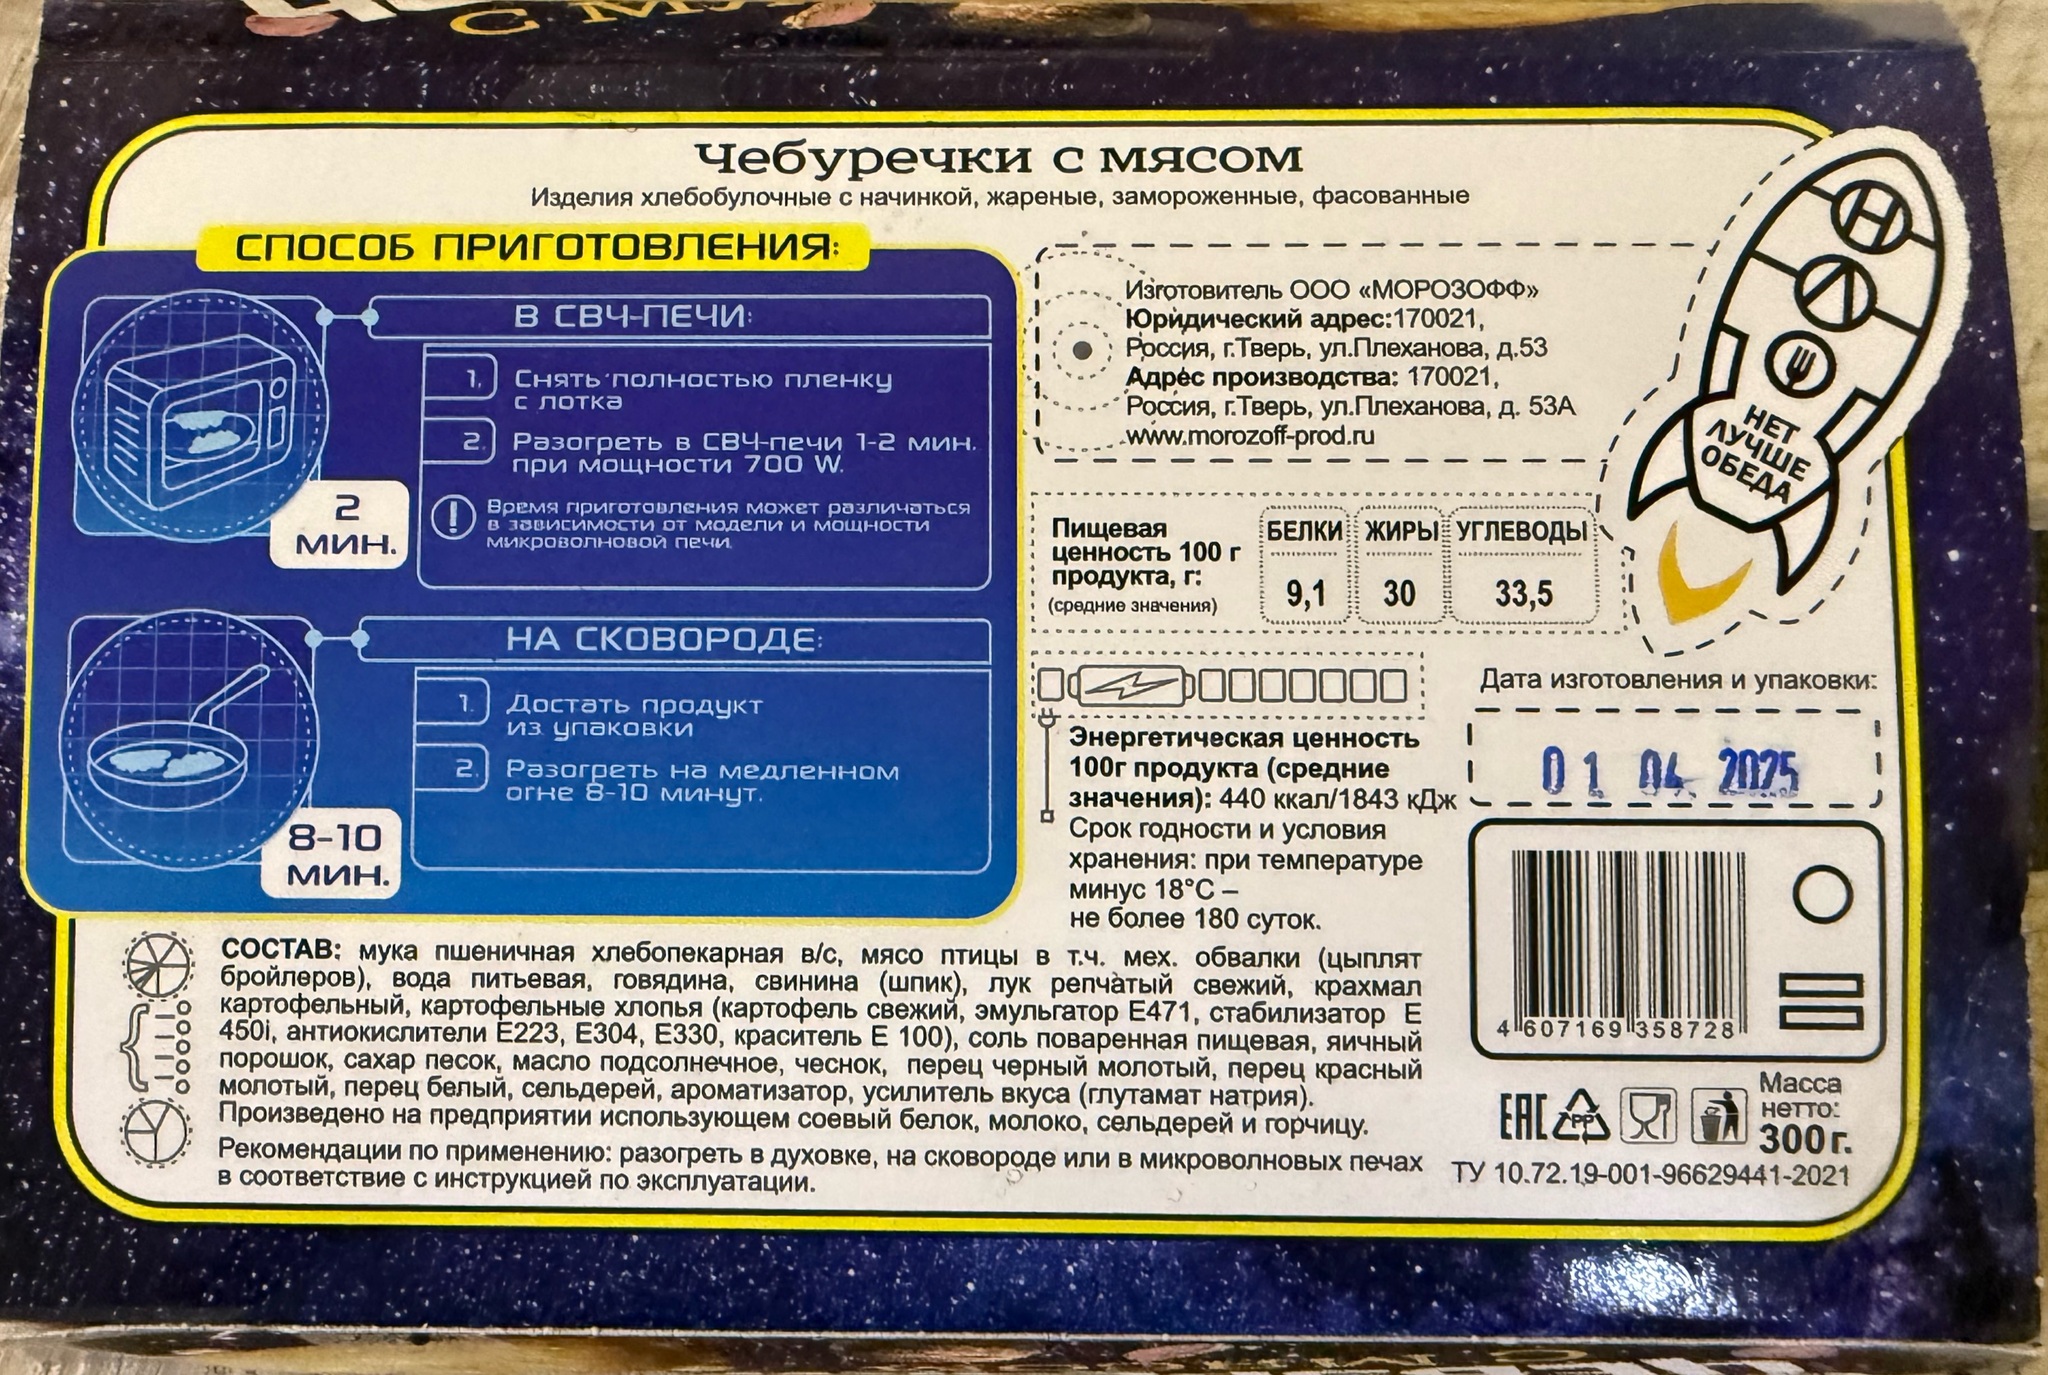 Чебуречки с мясом
Изделия хлебобулочные с начинкой, жареные, замороженные, фасованные
СПОСОБ ПРИГОТОВЛЕНИЯ:
В СВЧ-ПЕЧИ:
1. Снять полностью пленку
с лотка
2. Разогреть в СВЧ-печи 1-2 мин.
при мощности 700 W.
! Время приготовления может различаться
в зависимости от модели и мощности
микроволновой печи.
2
МИН.
НА СКОВОРОДЕ:
1. Достать продукт
из упаковки
2. Разогреть на медленном
огне 8-10 минут.
8-10
МИН.
Изготовитель ООО «МОРОЗОФФ»
Юридический адрес:170021,
Россия, г.Тверь, ул.Плеханова, д.53
Адрес производства: 170021,
Россия, г.Тверь, ул.Плеханова, д. 53А
www.morozoff-prod.ru
Н
Л
О
НЕТ
ЛУЧШЕ
ОБЕДА
Пищевая
ценность 100 г
продукта, г:
(средние значения)
БЕЛКИ ЖИРЫ УГЛЕВОДЫ
9,1 30 33,5
Энергетическая ценность
100г продукта (средние
значения): 440 ккал/1843 кДж
Срок годности и условия
хранения: при температуре
минус 18°С –
не более 180 суток.
Дата изготовления и упаковки:
01 04 2025
4 607169 358728
СОСТАВ: мука пшеничная хлебопекарная в/с, мясо птицы в т.ч. мех. обвалки (цыплят
бройлеров), вода питьевая, говядина, свинина (шпик), лук репчатый свежий, крахмал
картофельный, картофельные хлопья (картофель свежий, эмульгатор Е471, стабилизатор Е
450i, антиокислители Е223, Е304, Е330, краситель Е 100), соль поваренная пищевая, яичный
порошок, сахар песок, масло подсолнечное, чеснок, перец черный молотый, перец красный
молотый, перец белый, сельдерей, ароматизатор, усилитель вкуса (глутамат натрия).
Произведено на предприятии использующем соевый белок, молоко, сельдерей и горчицу.
Рекомендации по применению: разогреть в духовке, на сковороде или в микроволновых печах
в соответствие с инструкцией по эксплуатации.
EAC PP
Масса
нетто:
300 г.
ТУ 10.72.19-001-96629441-2021